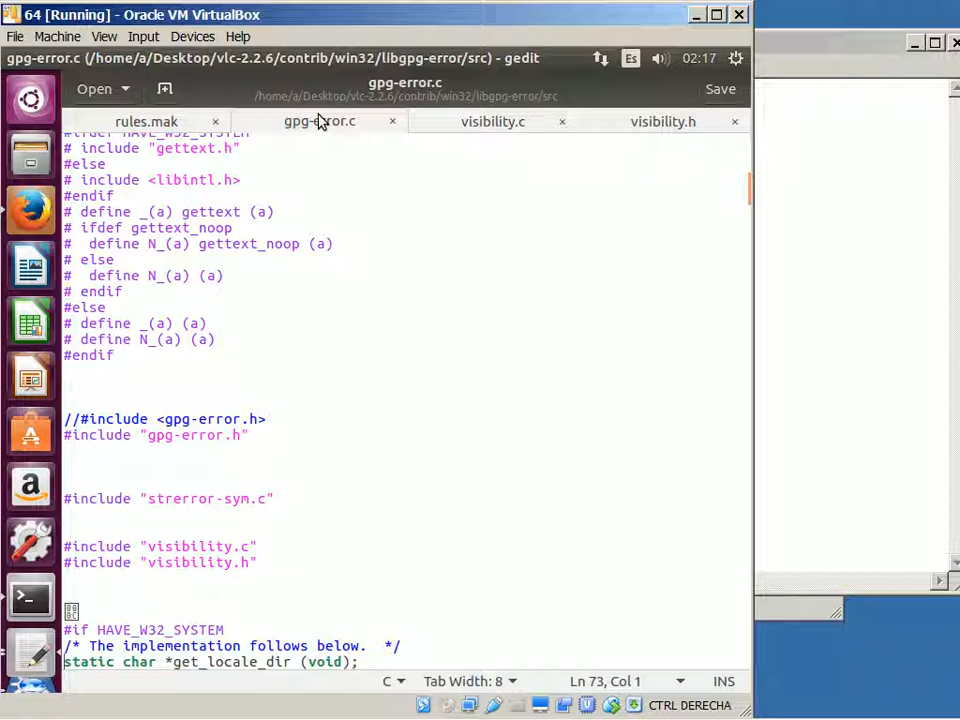 64 [Running] - Oracle VM VirtualBox
File Machine View Input Devices Help
gpg-error.c (/home/a/Desktop/vlc-2.2.6/contrib/win32/libgpg-error/src) - gedit
Es
02:17
Open
gpg-error.c
/home/a/Desktop/vlc-2.2.6/contrib/win32/libgpg-error/src
Save
rules.mak × gpg-error.c × visibility.c × visibility.h ×
#ifdef HAVE_W32_SYSTEM
# include "gettext.h"
#else
# include <libintl.h>
#endif
# define _(a) gettext (a)
# ifdef gettext_noop
#  define N_(a) gettext_noop (a)
# else
#  define N_(a) (a)
# endif
#else
# define _(a) (a)
# define N_(a) (a)
#endif
//#include <gpg-error.h>
#include "gpg-error.h"
#include "strerror-sym.c"
#include "visibility.c"
#include "visibility.h"
00
0C
#if HAVE_W32_SYSTEM
/* The implementation follows below.  */
static char *get_locale_dir (void);
C Tab Width: 8 Ln 73, Col 1 INS
CTRL DERECHA